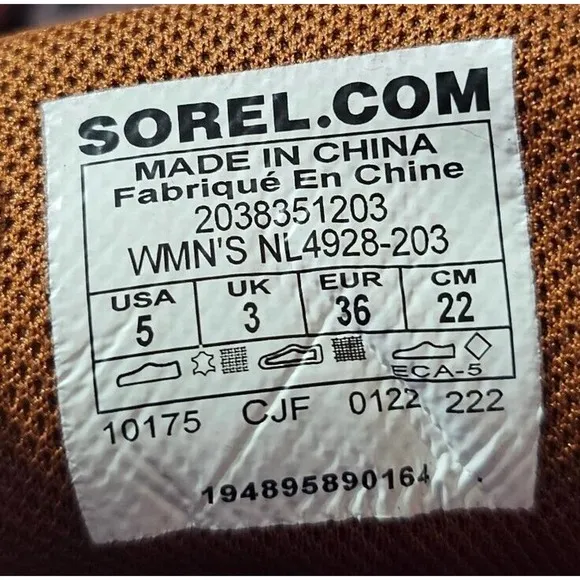 SOREL.COM
MADE IN CHINA
Fabriqué En Chine
2038351203
WMN'S NL4928-203
USA UK EUR CM
5 3 36 22
ECA-5
10175 CJF 0122 222
194895890164